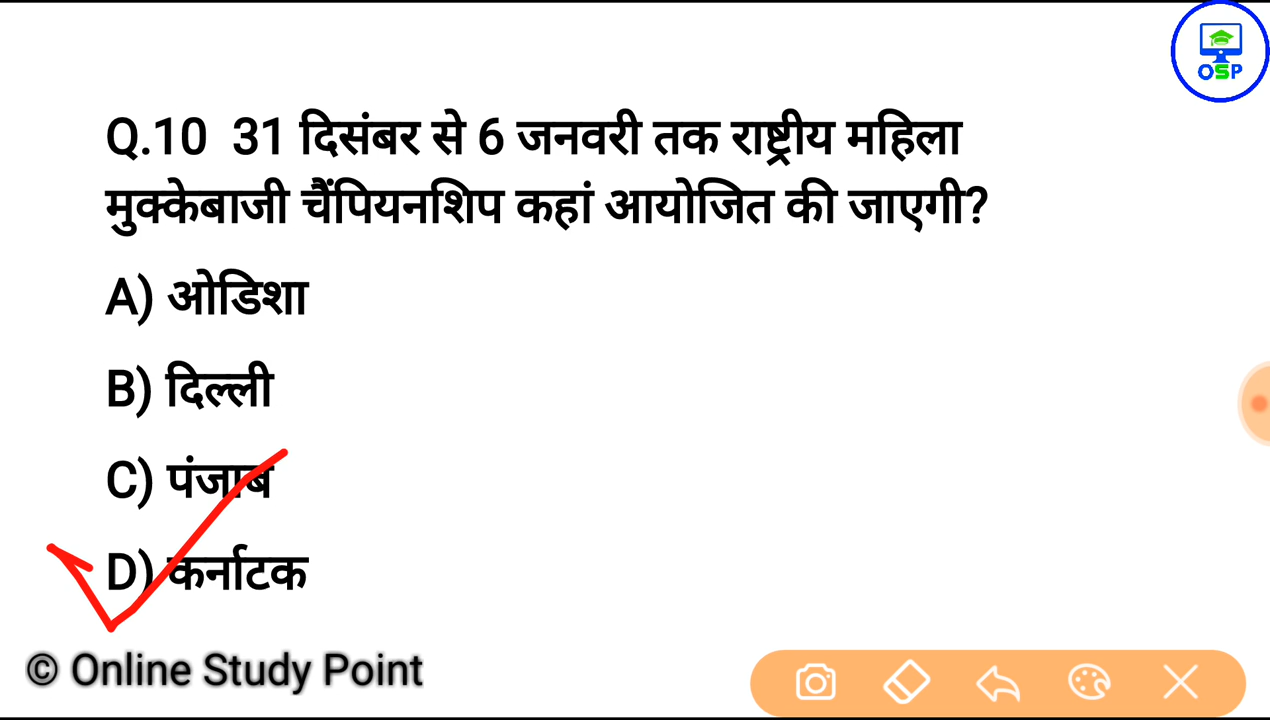 OSP
Q.10 31 दिसंबर से 6 जनवरी तक राष्ट्रीय महिला
मुक्केबाजी चैंपियनशिप कहां आयोजित की जाएगी?
A) ओडिशा
B) दिल्ली
C) पंजाब
D) कर्नाटक
© Online Study Point